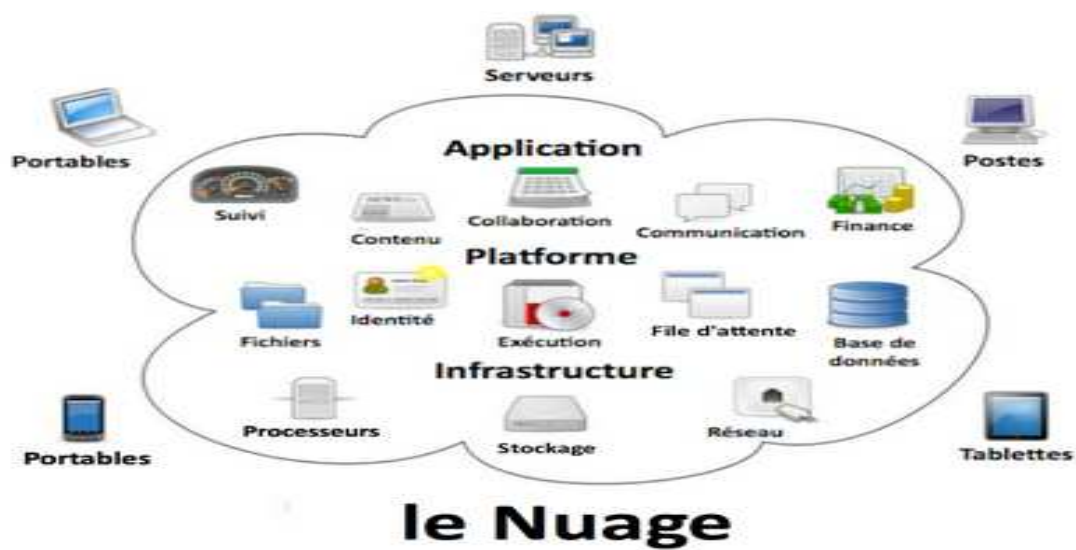 Serveurs
Portables
Postes
Application
Suivi
Contenu
Collaboration
Communication
Finance
Platforme
Fichiers
Identité
Exécution
File d'attente
Base de
données
Infrastructure
Processeurs
Stockage
Réseau
Portables
Tablettes
le Nuage